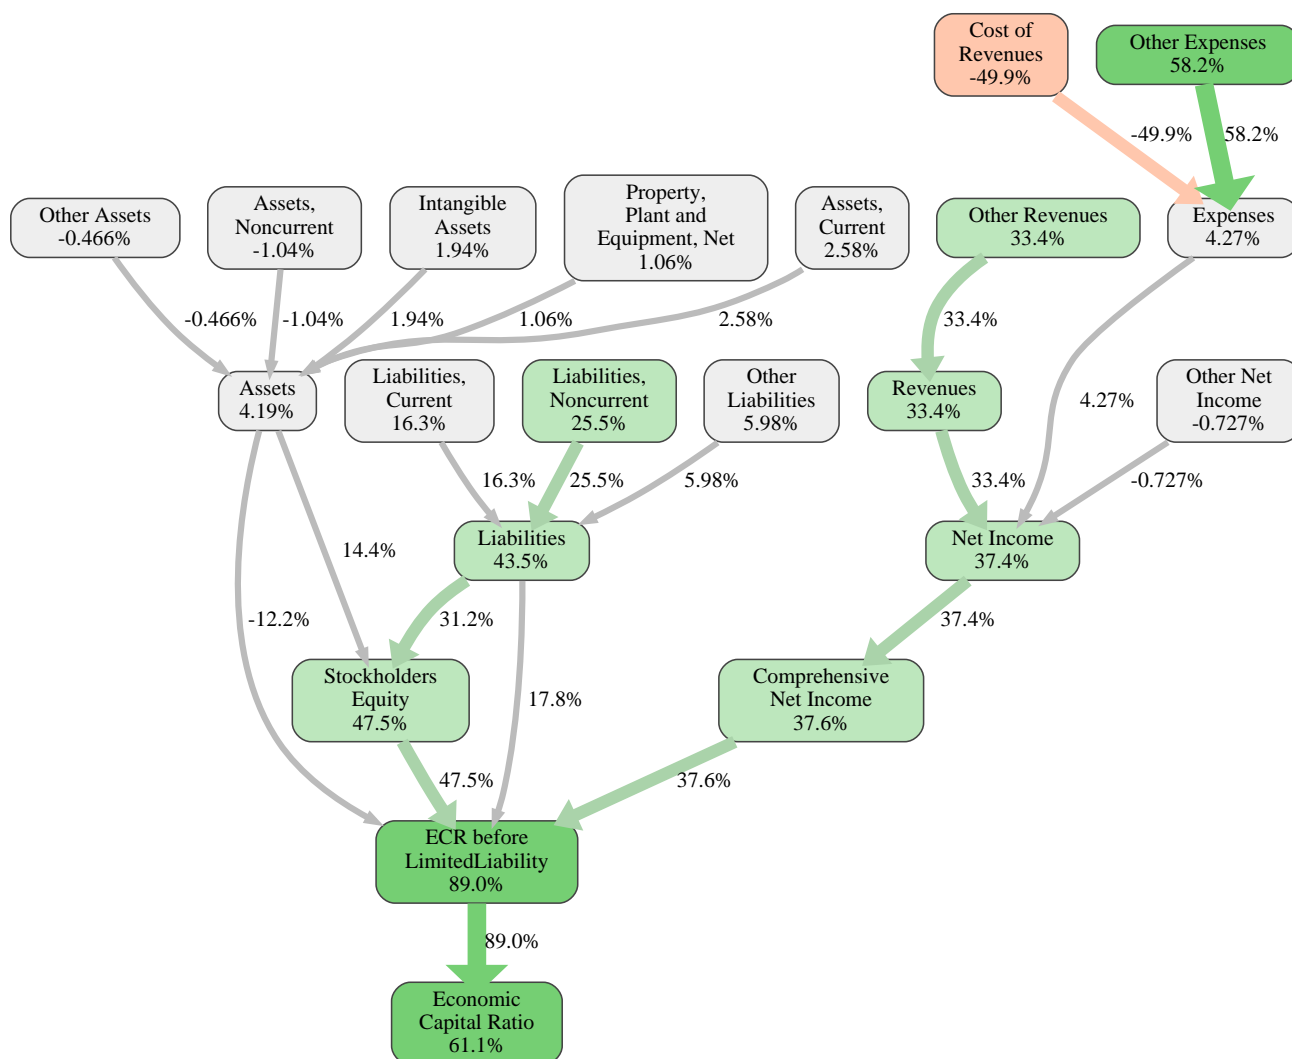 Cost of
Revenues
-49.9%
Other Expenses
58.2%
-49.9%
58.2%
Other Assets
-0.466%
Assets,
Noncurrent
-1.04%
Intangible
Assets
1.94%
Property,
Plant and
Equipment, Net
1.06%
Assets,
Current
2.58%
Other Revenues
33.4%
Expenses
4.27%
-0.466%
-1.04%
1.94%
1.06%
2.58%
33.4%
Assets
4.19%
Liabilities,
Current
16.3%
Liabilities,
Noncurrent
25.5%
Other
Liabilities
5.98%
Revenues
33.4%
4.27%
Other Net
Income
-0.727%
16.3%
25.5%
5.98%
33.4%
-0.727%
14.4%
Liabilities
43.5%
Net Income
37.4%
-12.2%
31.2%
37.4%
Stockholders
Equity
47.5%
17.8%
Comprehensive
Net Income
37.6%
47.5%
37.6%
ECR before
LimitedLiability
89.0%
89.0%
Economic
Capital Ratio
61.1%